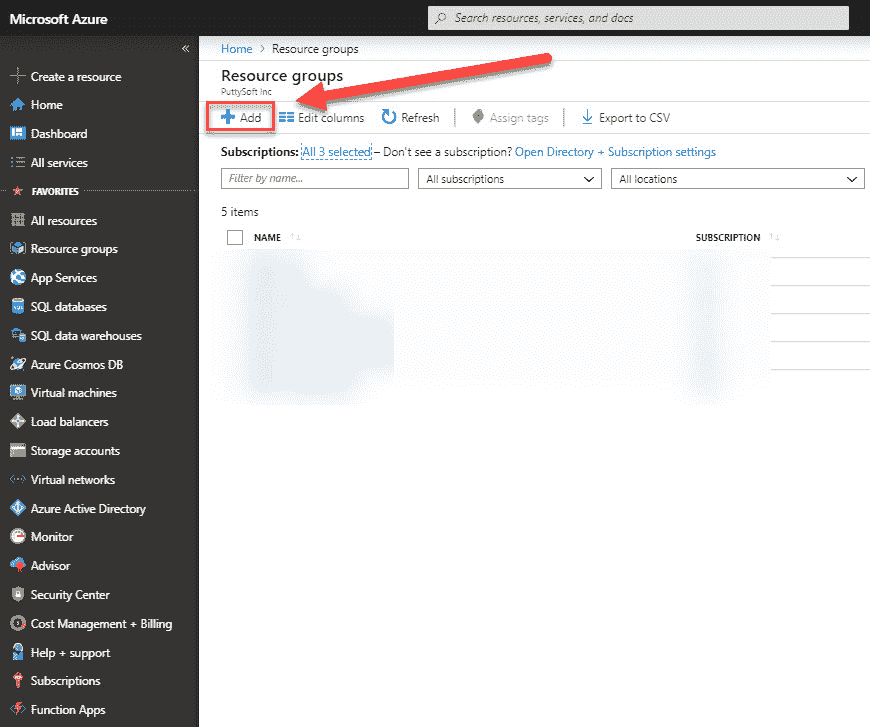 Microsoft Azure
Search resources, services, and docs
«
Create a resource
Home
Dashboard
All services
FAVORITES
All resources
Resource groups
App Services
SQL databases
SQL data warehouses
Azure Cosmos DB
Virtual machines
Load balancers
Storage accounts
Virtual networks
Azure Active Directory
Monitor
Advisor
Security Center
Cost Management + Billing
Help + support
Subscriptions
Function Apps
Home > Resource groups
Resource groups
PuttySoft Inc
Add Edit columns Refresh Assign tags Export to CSV
Subscriptions: All 3 selected – Don't see a subscription? Open Directory + Subscription settings
Filter by name... All subscriptions All locations
5 items
NAME SUBSCRIPTION